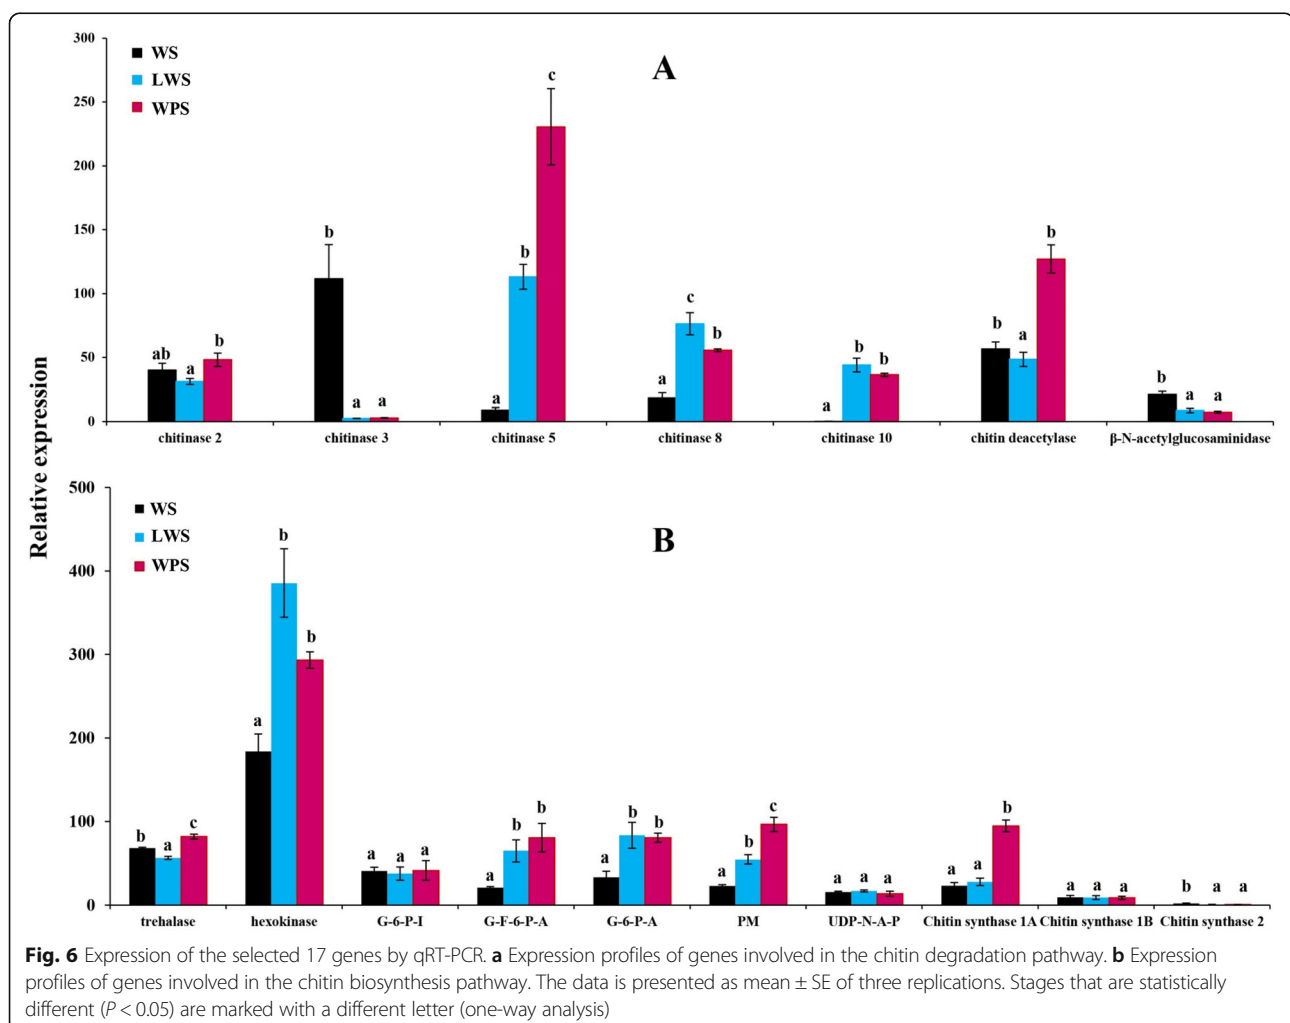 300
250
200
150
100
50
0
WS
LWS
WPS
A
ab a b
b a a
a b c
a c b
a b b
b a b
b a a
chitinase 2 chitinase 3 chitinase 5 chitinase 8 chitinase 10 chitin deacetylase β-N-acetylglucosaminidase
Relative expression
500
400
300
200
100
0
WS
LWS
WPS
B
b a c
a b b
a a a
a b b
a b b
a b c
a a a
a a b
a a a
b a a
trehalase hexokinase G-6-P-I G-F-6-P-A G-6-P-A PM UDP-N-A-P Chitin synthase 1A Chitin synthase 1B Chitin synthase 2
Fig. 6 Expression of the selected 17 genes by qRT-PCR. a Expression profiles of genes involved in the chitin degradation pathway. b Expression
profiles of genes involved in the chitin biosynthesis pathway. The data is presented as mean ± SE of three replications. Stages that are statistically
different (P < 0.05) are marked with a different letter (one-way analysis)